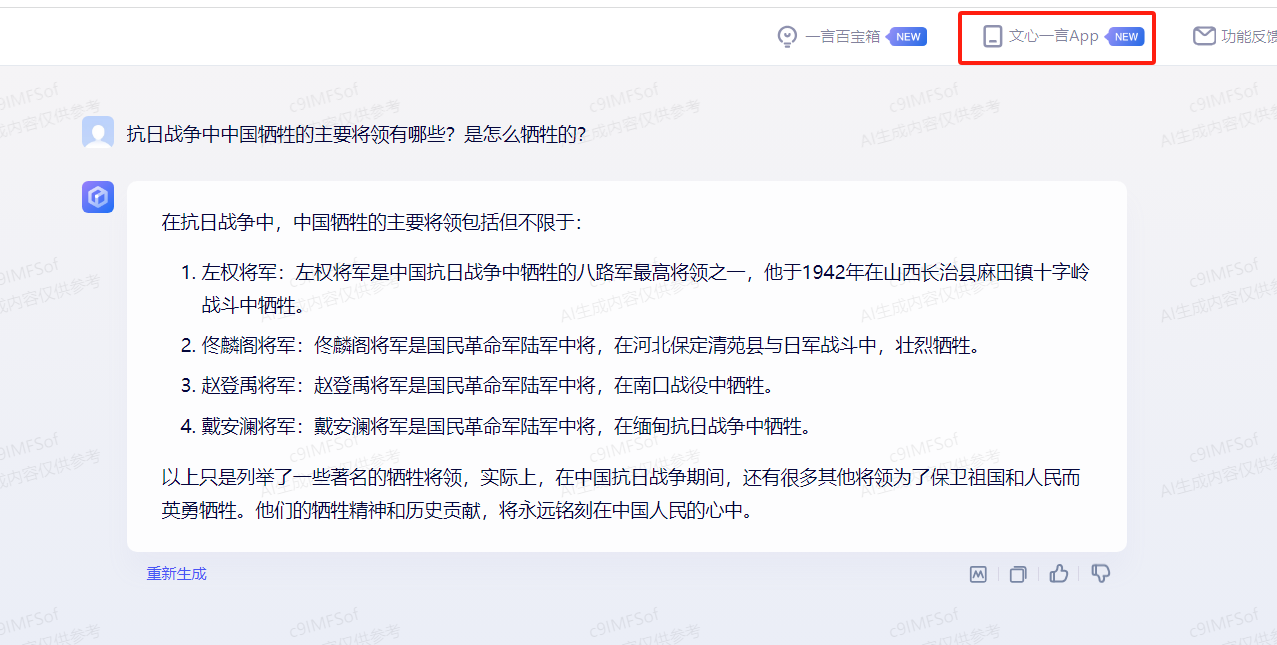 一言百宝箱 NEW 文心一言App NEW 功能反馈
抗日战争中中国牺牲的主要将领有哪些？是怎么牺牲的？
在抗日战争中，中国牺牲的主要将领包括但不限于：
1. 左权将军：左权将军是中国抗日战争中牺牲的八路军最高将领之一，他于1942年在山西长治县麻田镇十字岭
战斗中牺牲。
2. 佟麟阁将军：佟麟阁将军是国民革命军陆军中将，在河北保定清苑县与日军战斗中，壮烈牺牲。
3. 赵登禹将军：赵登禹将军是国民革命军陆军中将，在南口战役中牺牲。
4. 戴安澜将军：戴安澜将军是国民革命军陆军中将，在缅甸抗日战争中牺牲。
以上只是列举了一些著名的牺牲将领，实际上，在中国抗日战争期间，还有很多其他将领为了保卫祖国和人民而
英勇牺牲。他们的牺牲精神和历史贡献，将永远铭刻在中国人民的心中。
重新生成
c9IMFSof
AI生成内容仅供参考